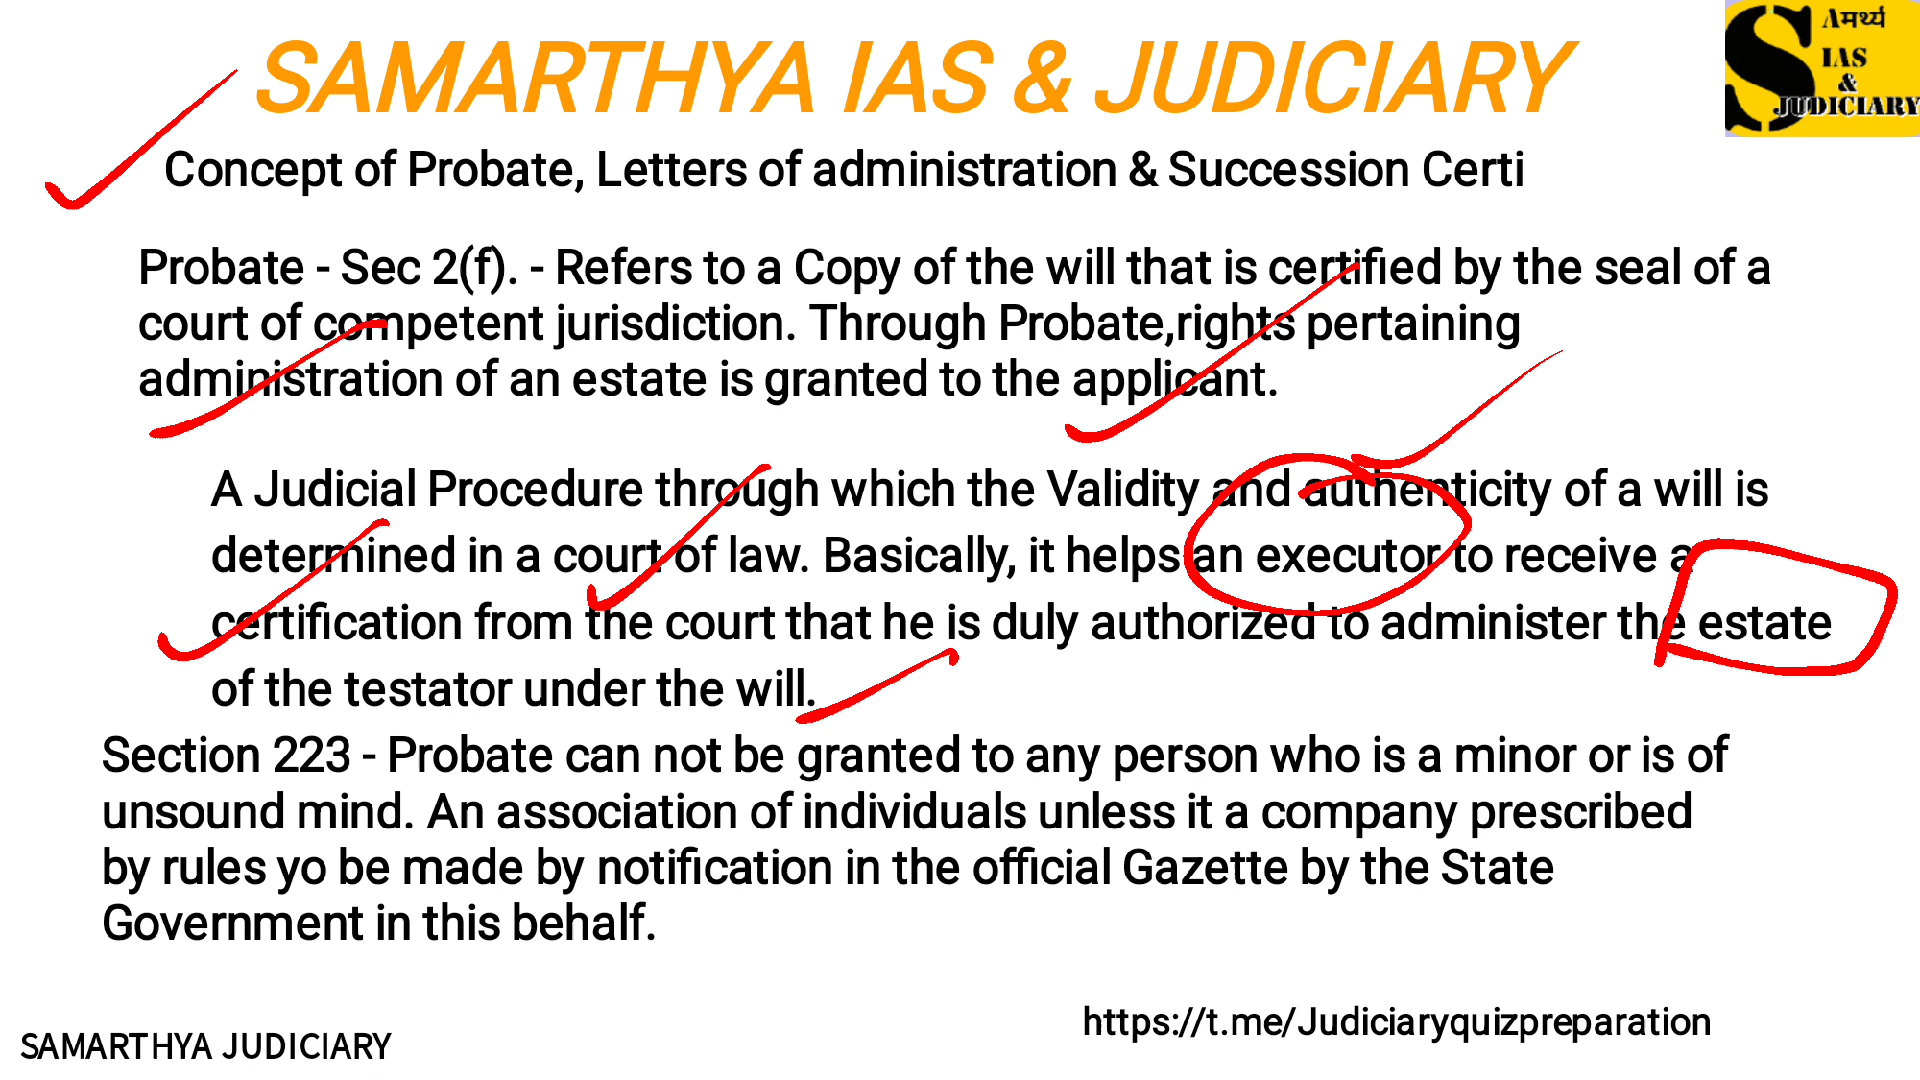 SAMARTHYA IAS & JUDICIARY
Sамर्थ्य
IAS
&
JUDICIARY
Concept of Probate, Letters of administration & Succession Certi
Probate - Sec 2(f). - Refers to a Copy of the will that is certified by the seal of a
court of competent jurisdiction. Through Probate,rights pertaining
administration of an estate is granted to the applicant.
A Judicial Procedure through which the Validity and authenticity of a will is
determined in a court of law. Basically, it helps an executor to receive a
certification from the court that he is duly authorized to administer the estate
of the testator under the will.
Section 223 - Probate can not be granted to any person who is a minor or is of
unsound mind. An association of individuals unless it a company prescribed
by rules yo be made by notification in the official Gazette by the State
Government in this behalf.
https://t.me/Judiciaryquizpreparation
SAMARTHYA JUDICIARY